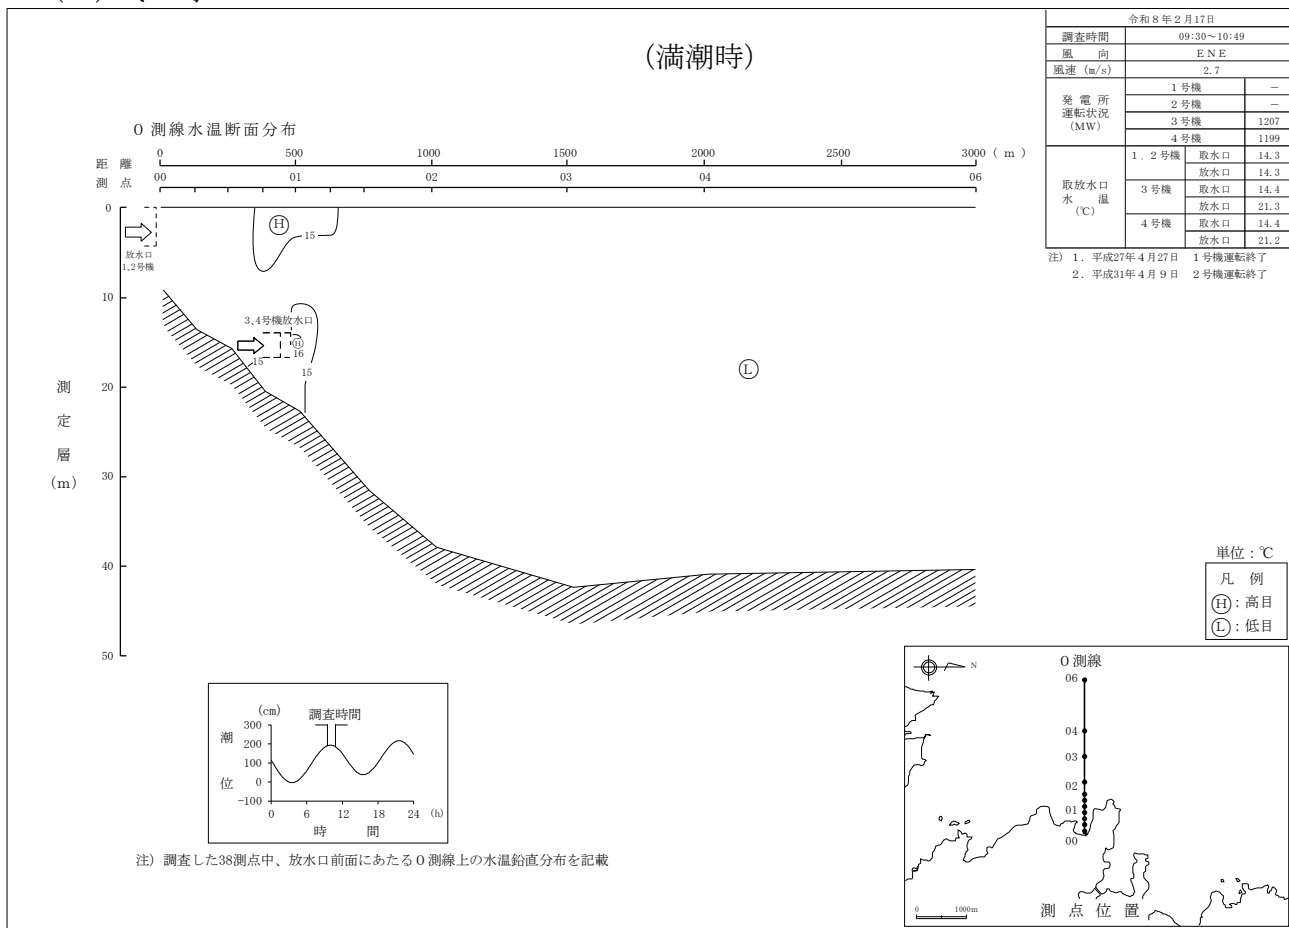 (満潮時)
令和8年2月17日
調査時間 09:30～10:49
風　向 ENE
風速 (m/s) 2.7
発電所
運転状況
(MW)
1号機 －
2号機 －
3号機 1207
4号機 1199
取放水口
水　温
(℃)
1．2号機 取水口 14.3
放水口 14.3
3号機 取水口 14.4
放水口 21.3
4号機 取水口 14.4
放水口 21.2
注) 1. 平成27年4月27日　1号機運転終了
2. 平成31年4月9日　2号機運転終了
0測線水温断面分布
距離 0 500 1000 1500 2000 2500 3000 (m)
測点 00 01 02 03 04 06
0
10
20
30
40
50
測定層
(m)
放水口
1､2号機
H
15
3､4号機放水口
H
16
15
15
L
単位：℃
凡　例
H：高目
L：低目
(cm)
調査時間
潮位
300
200
100
0
-100
0 6 12 18 24 (h)
時　間
注) 調査した38測点中、放水口前面にあたる0測線上の水温鉛直分布を記載
N
0測線
06
04
03
02
01
00
0 1000m
測点位置